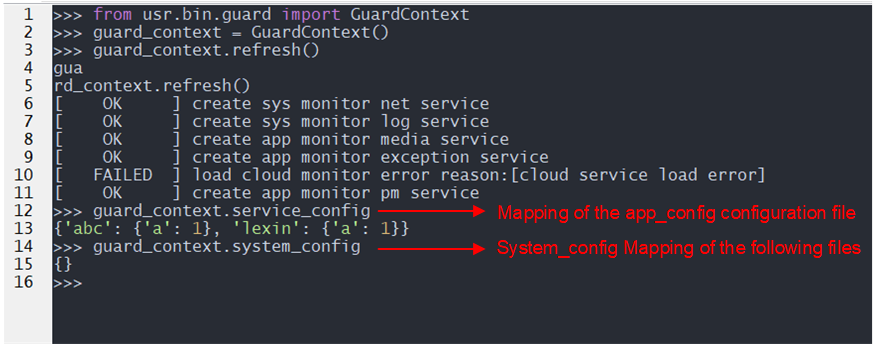 1 >>> from usr.bin.guard import GuardContext
2 >>> guard_context = GuardContext()
3 >>> guard_context.refresh()
4 gua
5 rd_context.refresh()
6 [    OK    ] create sys monitor net service
7 [    OK    ] create sys monitor log service
8 [    OK    ] create app monitor media service
9 [    OK    ] create app monitor exception service
10 [    FAILED  ] load cloud monitor error reason:[cloud service load error]
11 [    OK    ] create app monitor pm service
12 >>> guard_context.service_config Mapping of the app_config configuration file
13 {'abc': {'a': 1}, 'lexin': {'a': 1}}
14 >>> guard_context.system_config System_config Mapping of the following files
15 {}
16 >>>